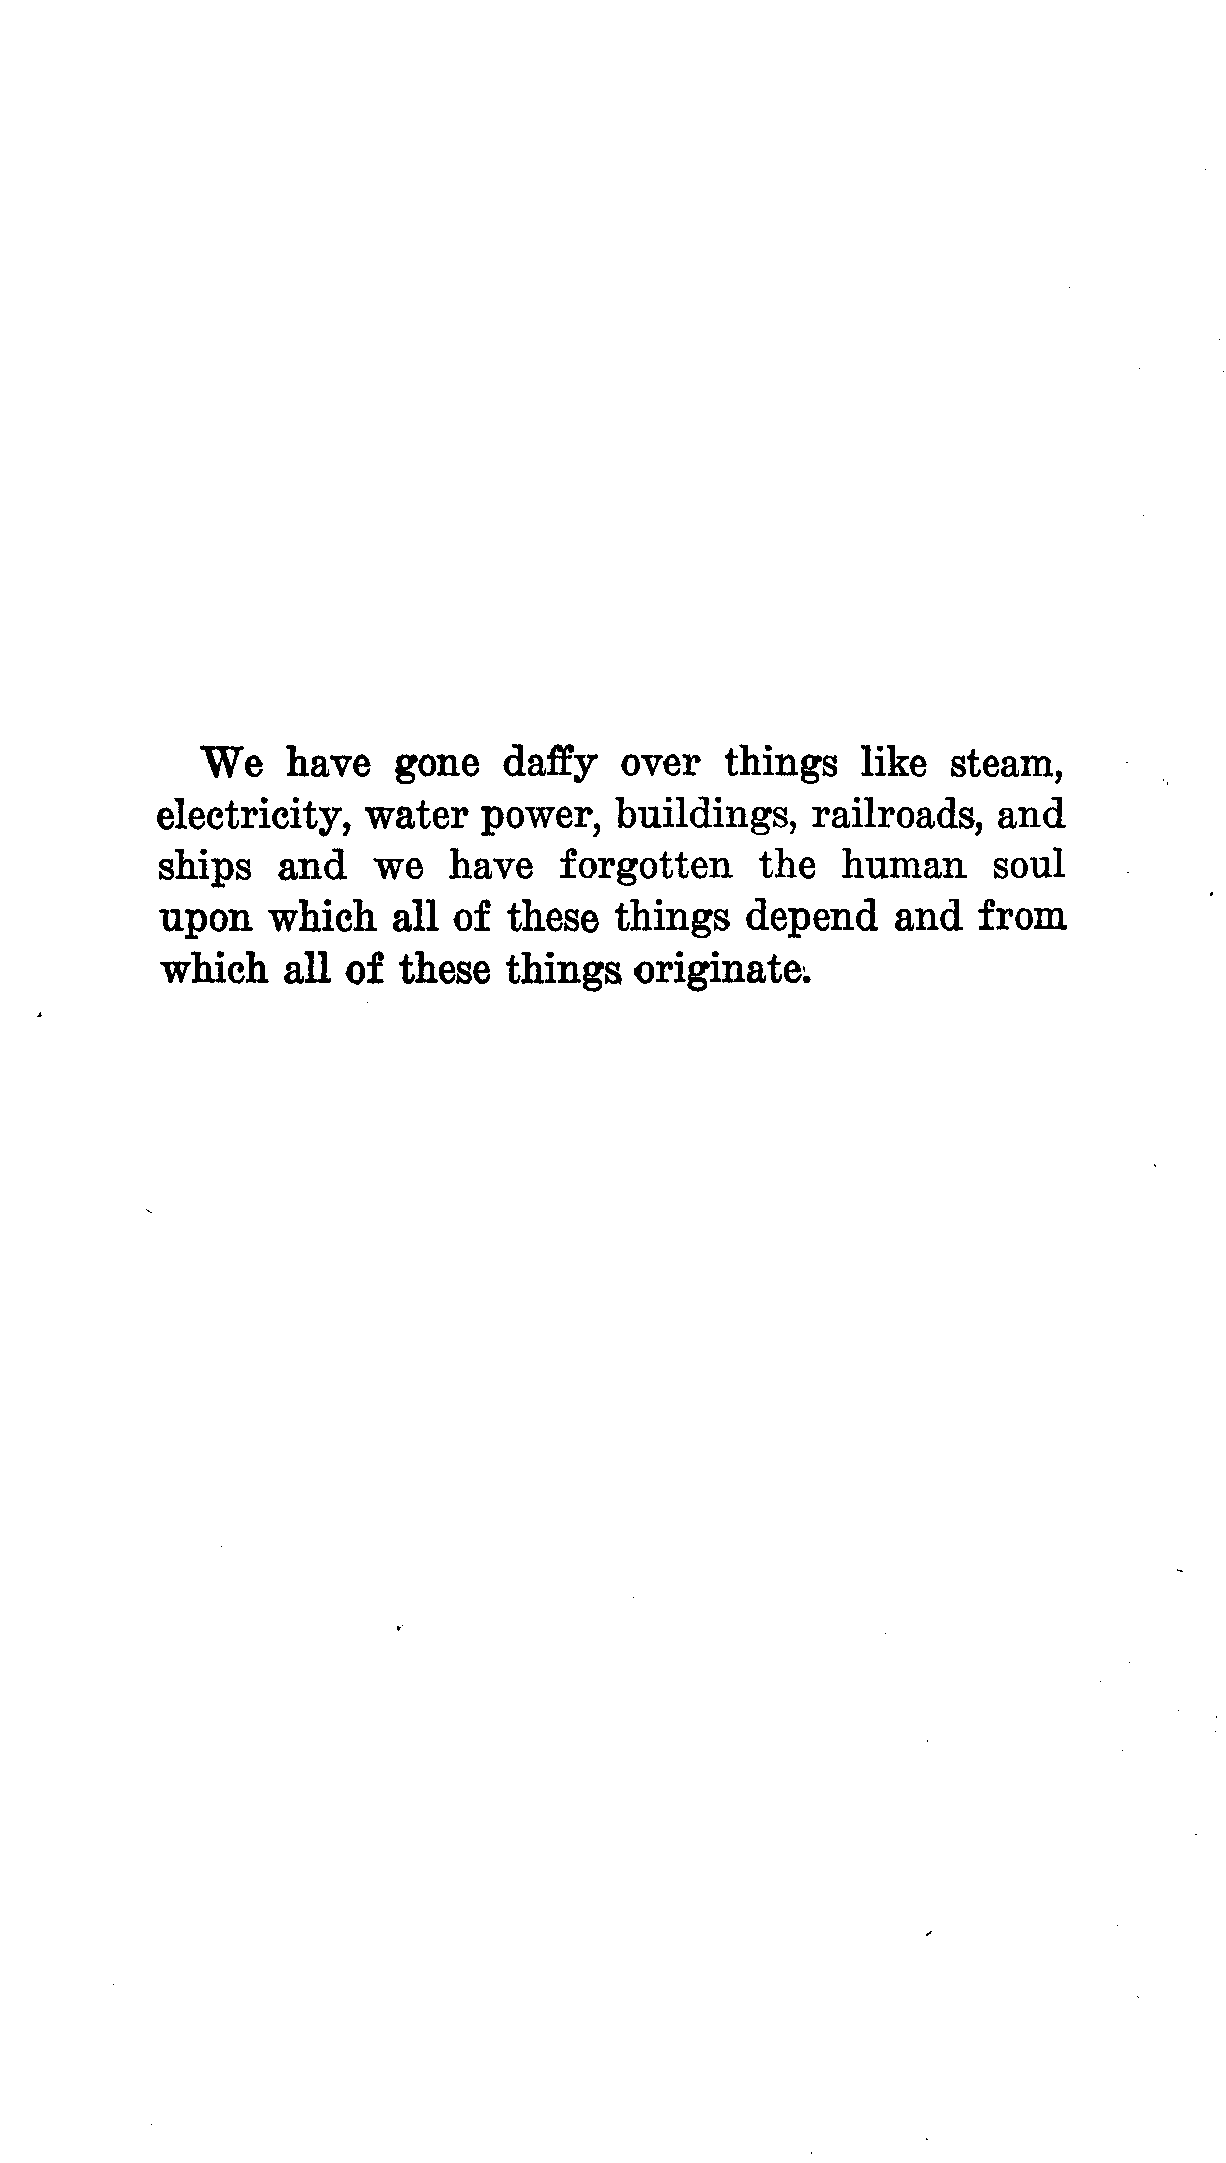 We have gone daffy over things like steam,
electricity, water power, buildings, railroads, and
ships and we have forgotten the human soul
upon which all of these things depend and from
which all of these things originate.